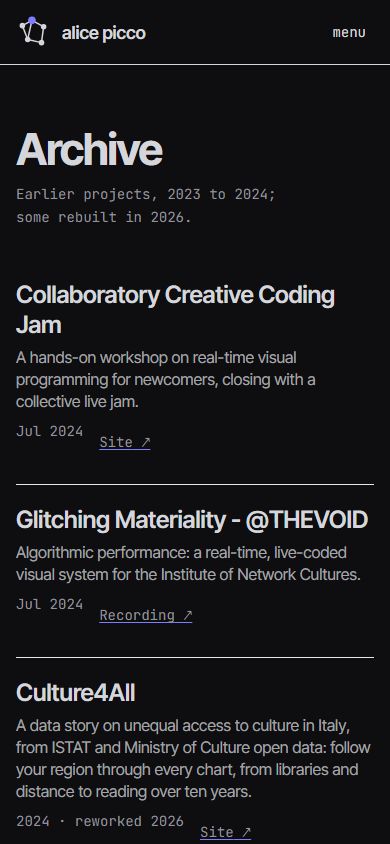 alice picco
menu
Archive
Earlier projects, 2023 to 2024;
some rebuilt in 2026.
Collaboratory Creative Coding
Jam
A hands-on workshop on real-time visual
programming for newcomers, closing with a
collective live jam.
Jul 2024
Site ↗
Glitching Materiality - @THEVOID
Algorithmic performance: a real-time, live-coded
visual system for the Institute of Network Cultures.
Jul 2024
Recording ↗
Culture4All
A data story on unequal access to culture in Italy,
from ISTAT and Ministry of Culture open data: follow
your region through every chart, from libraries and
distance to reading over ten years.
2024 · reworked 2026
Site ↗